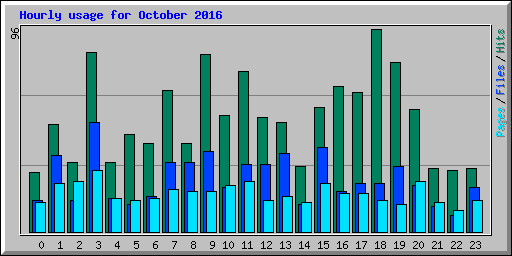 Hourly usage for October 2016
96
Pages/Files/Hits
0 1 2 3 4 5 6 7 8 9 10 11 12 13 14 15 16 17 18 19 20 21 22 23